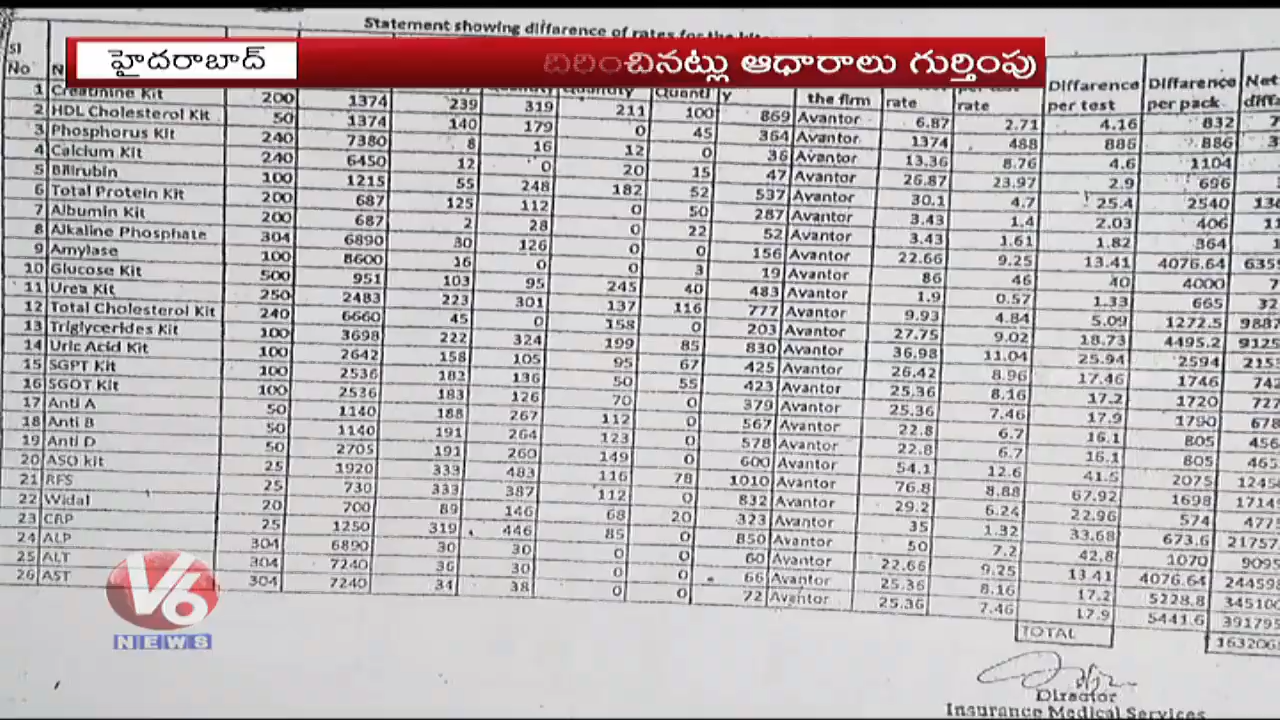 Statement showing diffarance of rates for the
హైదరాబాద్ దిరించినట్లు ఆధారాలు గుర్తింపు
Sl No the firm rate rate Difference per test Difference per pack Net
1 Creatinine Kit 200 1374 239 319 211 100 869 Avantor 6.87 2.71 4.16 832
2 HDL Cholesterol Kit 50 1374 140 179 0 45 364 Avantor 1374 488 886 886
3 Phosphorus Kit 240 7380 8 16 12 0 36 Avantor 13.36 8.76 4.6 1104
4 Calcium Kit 240 6450 12 0 20 15 47 Avantor 26.87 23.97 2.9 696
5 Bilirubin 100 1215 55 248 182 52 537 Avantor 30.1 4.7 25.4 2540
6 Total Protein Kit 200 687 125 112 0 50 287 Avantor 3.43 1.4 2.03 406
7 Albumin Kit 200 687 2 28 0 22 52 Avantor 3.43 1.61 1.82 364
8 Alkaline Phosphate 304 6890 30 126 0 0 156 Avantor 22.66 9.25 13.41 4076.64
9 Amylase 100 8600 16 0 0 3 19 Avantor 86 46 40 4000
10 Glucose Kit 500 951 103 95 245 40 483 Avantor 1.9 0.57 1.33 665
11 Urea Kit 250 2483 223 301 137 116 777 Avantor 9.93 4.84 5.09 1272.5
12 Total Cholesterol Kit 240 6660 45 0 158 0 203 Avantor 27.75 9.02 18.73 4495.2
13 Triglycerides Kit 100 3698 222 324 199 85 830 Avantor 36.98 11.04 25.94 2594
14 Uric Acid Kit 100 2642 158 105 95 67 425 Avantor 26.42 8.96 17.46 1746
15 SGPT Kit 100 2536 182 136 50 55 423 Avantor 25.36 8.16 17.2 1720
16 SGOT Kit 100 2536 183 126 70 0 379 Avantor 25.36 7.46 17.9 1790
17 Anti A 50 1140 188 267 112 0 567 Avantor 22.8 6.7 16.1 805
18 Anti B 50 1140 191 264 123 0 578 Avantor 22.8 6.7 16.1 805
19 Anti D 50 2705 191 260 149 0 600 Avantor 54.1 12.6 41.5 2075
20 ASO kit 25 1920 333 483 116 78 1010 Avantor 76.8 8.88 67.92 1698
21 RFS 25 730 333 387 112 0 832 Avantor 29.2 6.24 22.96 574
22 Widal 20 700 89 146 68 20 323 Avantor 35 1.32 33.68 673.6
23 CRP 25 1250 319 446 85 0 850 Avantor 50 7.2 42.8 1070
24 ALP 304 6890 30 30 0 0 60 Avantor 22.66 9.25 13.41 4076.64
25 ALT 304 7240 36 30 0 0 66 Avantor 25.36 8.16 17.2 5228.8
26 AST 304 7240 34 38 0 0 72 Avantor 25.36 7.46 17.9 5441.6
TOTAL
V6
NEWS
Director
Insurance Medical Services